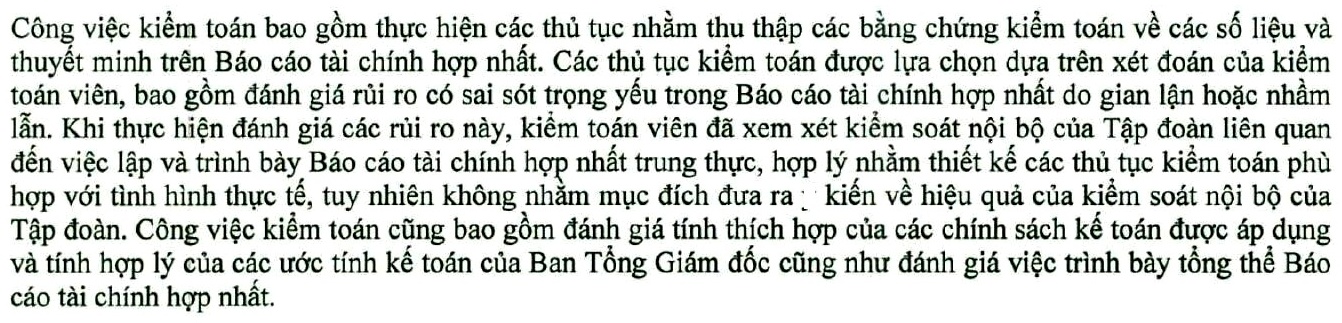 Công việc kiểm toán bao gồm thực hiện các thủ tục nhằm thu thập các bằng chứng kiểm toán về các số liệu và
thuyết minh trên Báo cáo tài chính hợp nhất. Các thủ tục kiểm toán được lựa chọn dựa trên xét đoán của kiểm
toán viên, bao gồm đánh giá rủi ro có sai sót trọng yếu trong Báo cáo tài chính hợp nhất do gian lận hoặc nhầm
lẫn. Khi thực hiện đánh giá các rủi ro này, kiểm toán viên đã xem xét kiểm soát nội bộ của Tập đoàn liên quan
đến việc lập và trình bày Báo cáo tài chính hợp nhất trung thực, hợp lý nhằm thiết kế các thủ tục kiểm toán phù
hợp với tình hình thực tế, tuy nhiên không nhằm mục đích đưa ra kiến về hiệu quả của kiểm soát nội bộ của
Tập đoàn. Công việc kiểm toán cũng bao gồm đánh giá tính thích hợp của các chính sách kế toán được áp dụng
và tính hợp lý của các ước tính kế toán của Ban Tổng Giám đốc cũng như đánh giá việc trình bày tổng thể Báo
cáo tài chính hợp nhất.